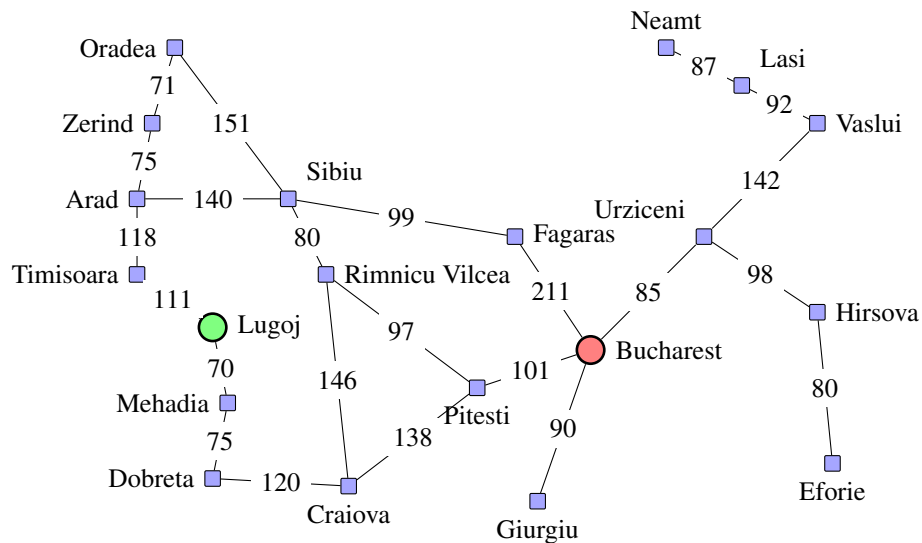 Neamt
Oradea
87
Lasi
71
92
Zerind
151
Vaslui
75
Sibiu
142
Arad
140
Urziceni
99
118
80
Fagaras
98
Timisoara
Rimnicu Vilcea
211
85
111
Hirsova
Lugoj
97
Bucharest
70
101
146
80
Mehadia
Pitesti
90
75
138
Dobreta
120
Eforie
Craiova
Giurgiu